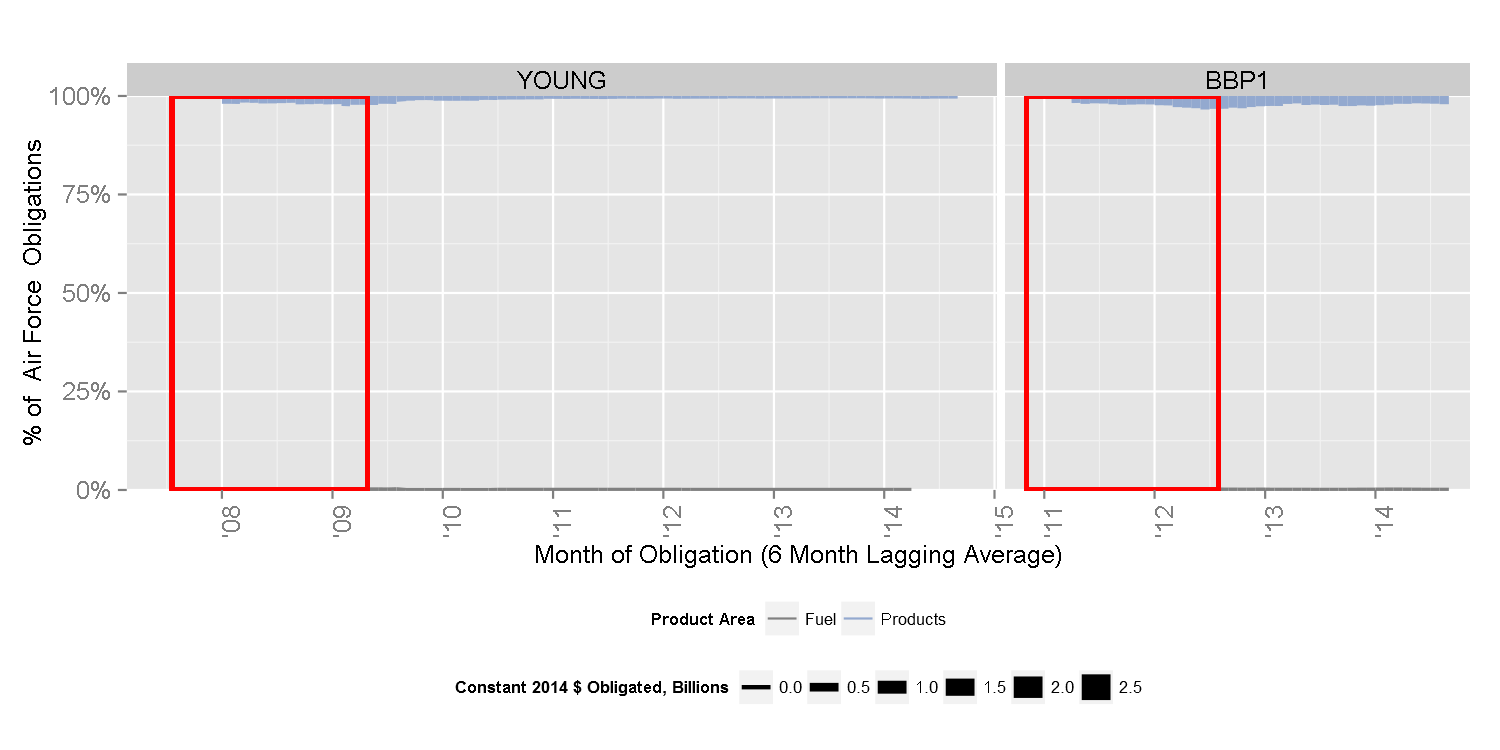 YOUNG BBP1
100%
75%
50%
25%
0%
% of  Air Force  Obligations
'08 '09 '10 '11 '12 '13 '14 '15 '11 '12 '13 '14
Month of Obligation (6 Month Lagging Average)
Product Area Fuel Products
Constant 2014 $ Obligated, Billions 0.0 0.5 1.0 1.5 2.0 2.5